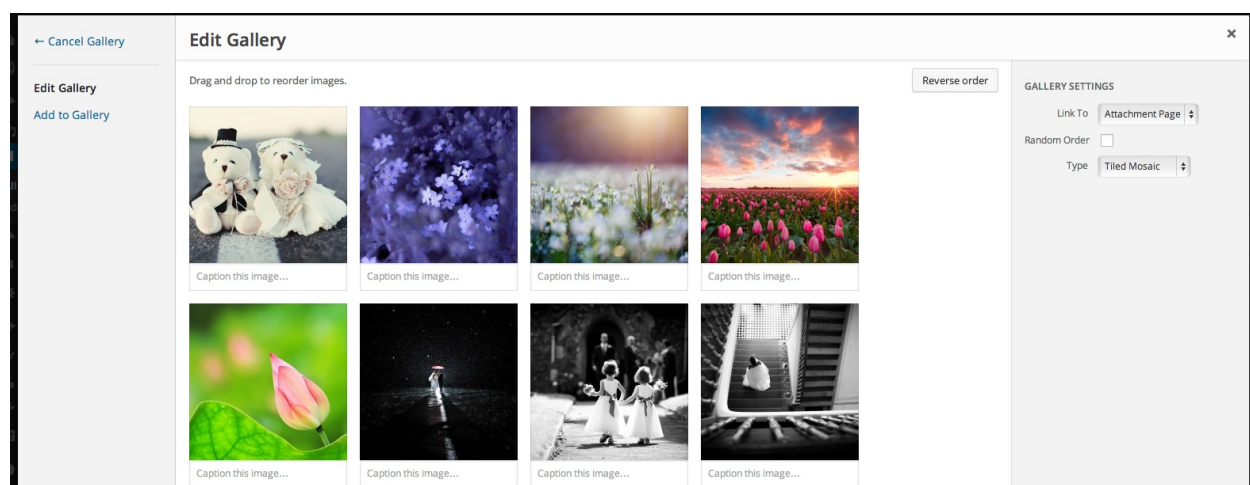 ← Cancel Gallery
Edit Gallery
Add to Gallery
Edit Gallery
×
Drag and drop to reorder images.
Reverse order
Caption this image...
Caption this image...
Caption this image...
Caption this image...
Caption this image...
Caption this image...
Caption this image...
Caption this image...
GALLERY SETTINGS
Link To Attachment Page
Random Order
Type Tiled Mosaic